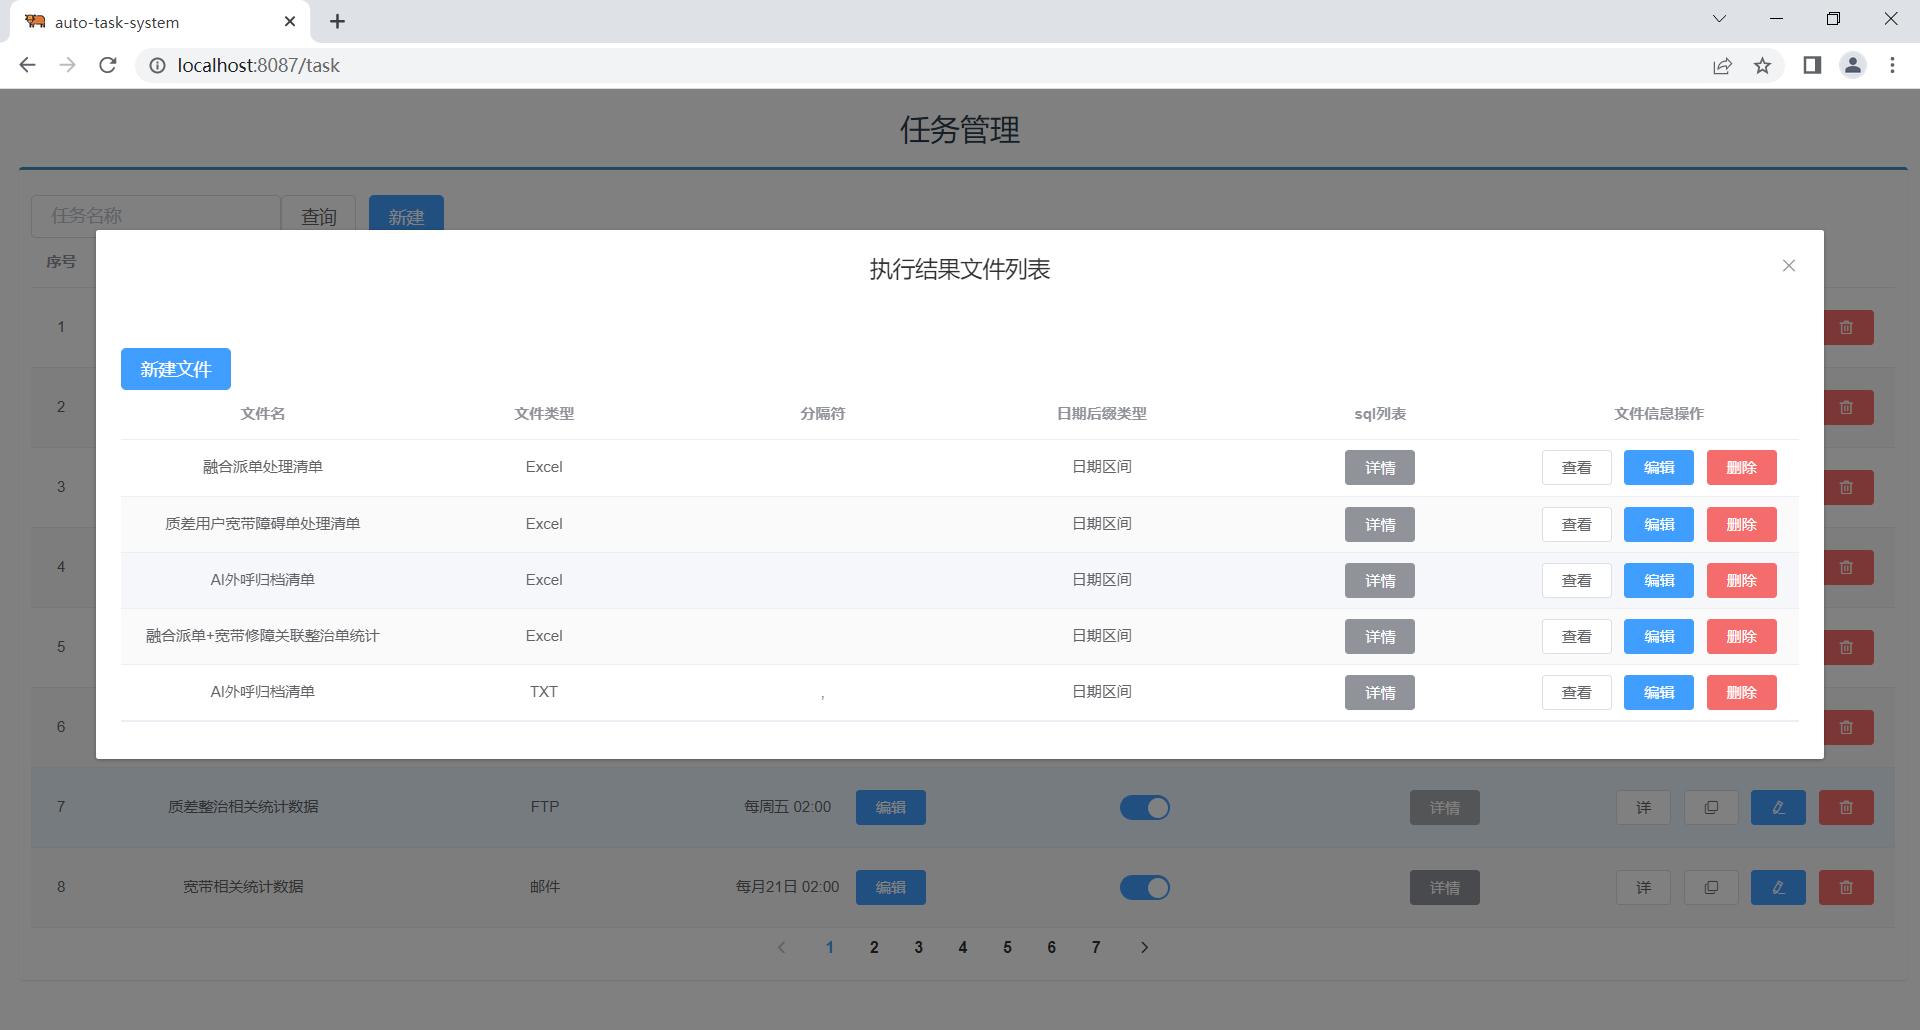 auto-task-system
localhost:8087/task
任务管理
任务名称 查询 新建
序号
执行结果文件列表
新建文件
文件名 文件类型 分隔符 日期后缀类型 sql列表 文件信息操作
融合派单处理清单 Excel 日期区间 详情 查看 编辑 删除
质差用户宽带障碍单处理清单 Excel 日期区间 详情 查看 编辑 删除
AI外呼归档清单 Excel 日期区间 详情 查看 编辑 删除
融合派单+宽带修障关联整治单统计 Excel 日期区间 详情 查看 编辑 删除
AI外呼归档清单 TXT , 日期区间 详情 查看 编辑 删除
1
2
3
4
5
6
7 质差整治相关统计数据 FTP 每周五 02:00 编辑 详情 详
8 宽带相关统计数据 邮件 每月21日 02:00 编辑 详情 详
1 2 3 4 5 6 7